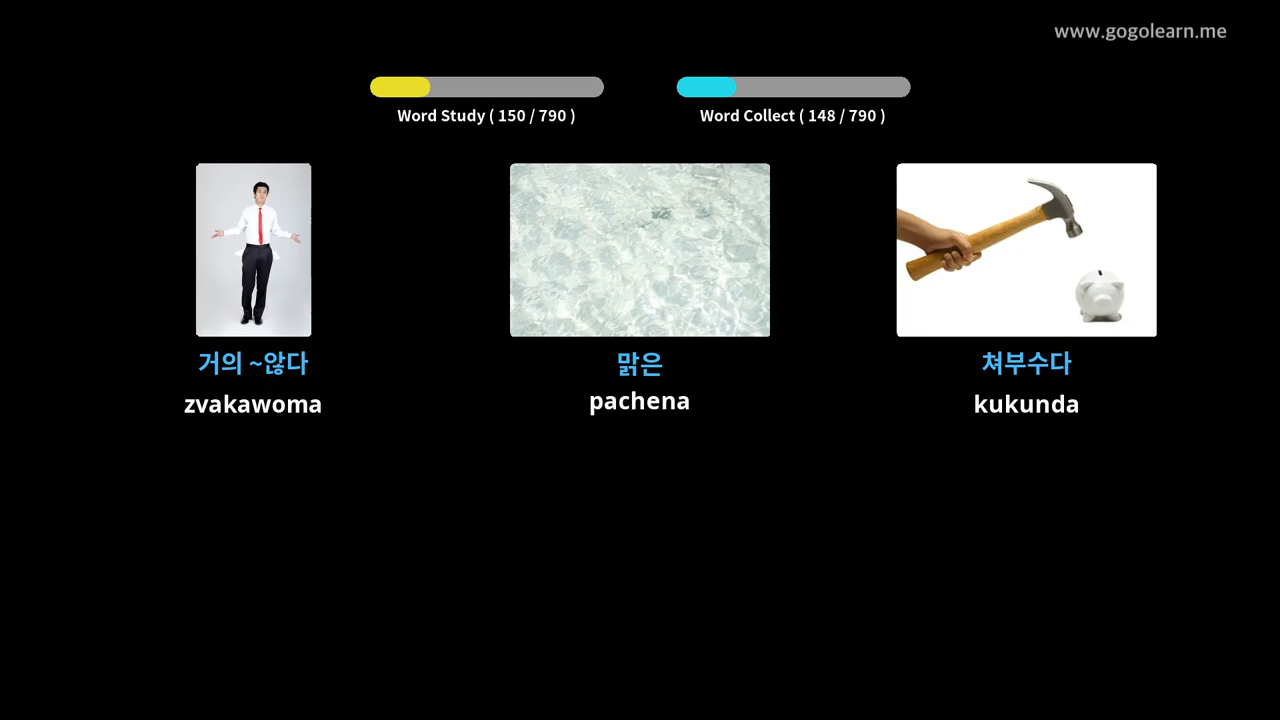 www.gogolearn.me
Word Study ( 150 / 790 )
Word Collect ( 148 / 790 )
거의 ~않다
맑은
쳐부수다
zvakawoma
pachena
kukunda